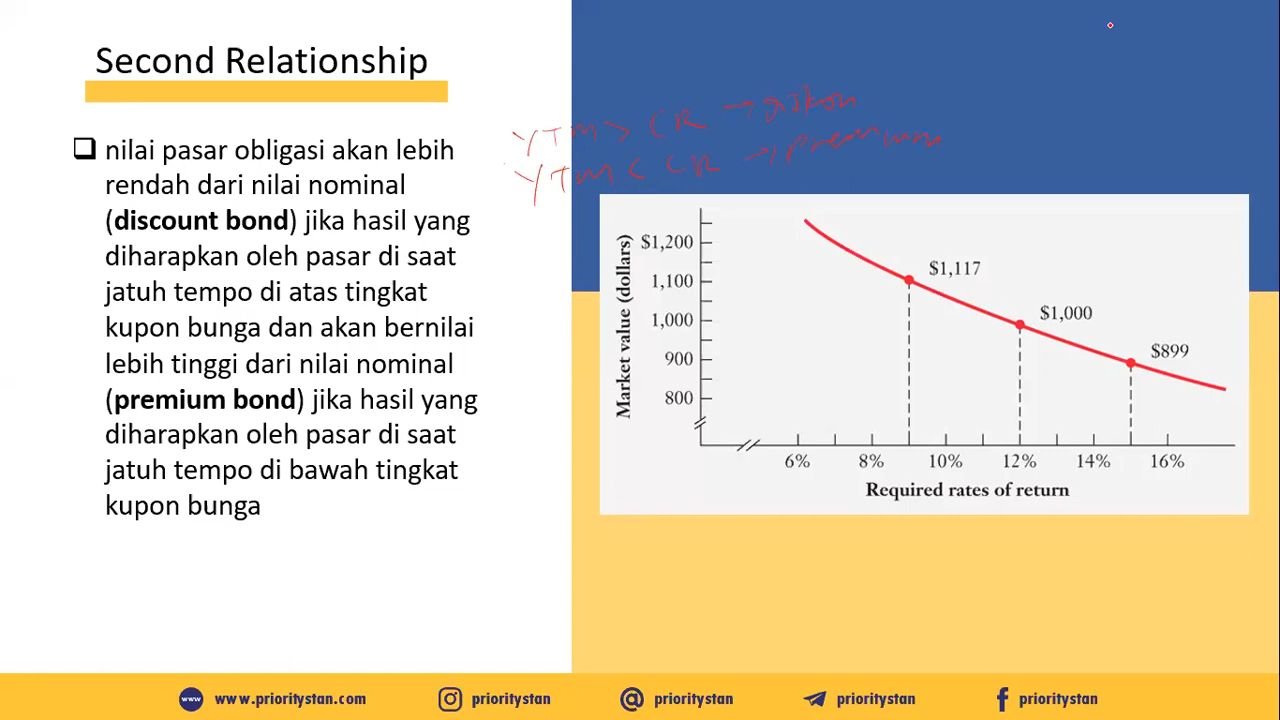 Second Relationship
nilai pasar obligasi akan lebih
rendah dari nilai nominal
(discount bond) jika hasil yang
diharapkan oleh pasar di saat
jatuh tempo di atas tingkat
kupon bunga dan akan bernilai
lebih tinggi dari nilai nominal
(premium bond) jika hasil yang
diharapkan oleh pasar di saat
jatuh tempo di bawah tingkat
kupon bunga
YTM > CR → diskon
YTM < CR → premium
Market value (dollars)
$1,200
1,100
1,000
900
800
$1,117
$1,000
$899
6% 8% 10% 12% 14% 16%
Required rates of return
www www.prioritystan.com prioritystan prioritystan prioritystan prioritystan